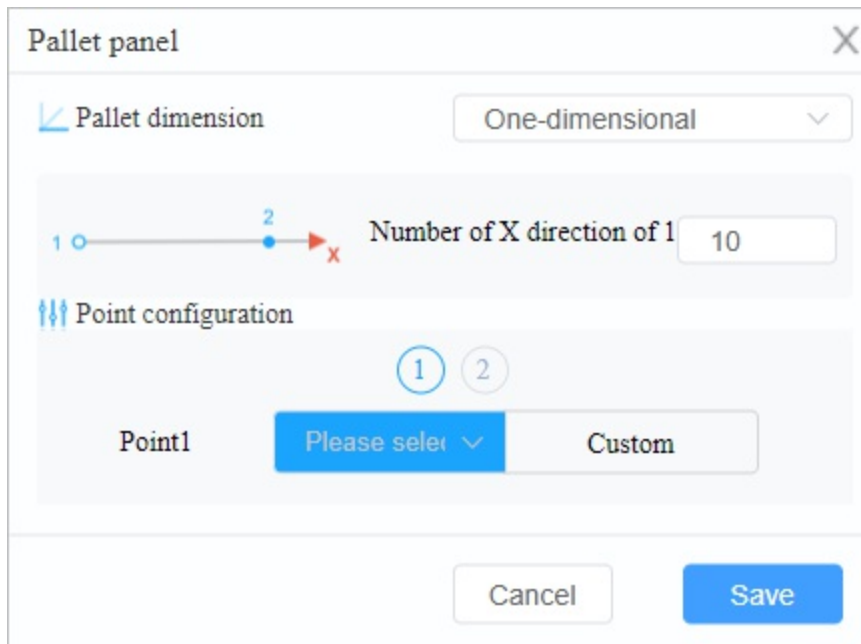 Pallet panel X
Pallet dimension One-dimensional
2
1 X Number of X direction of 1 10
Point configuration
1 2
Point1 Please selec Custom
Cancel Save